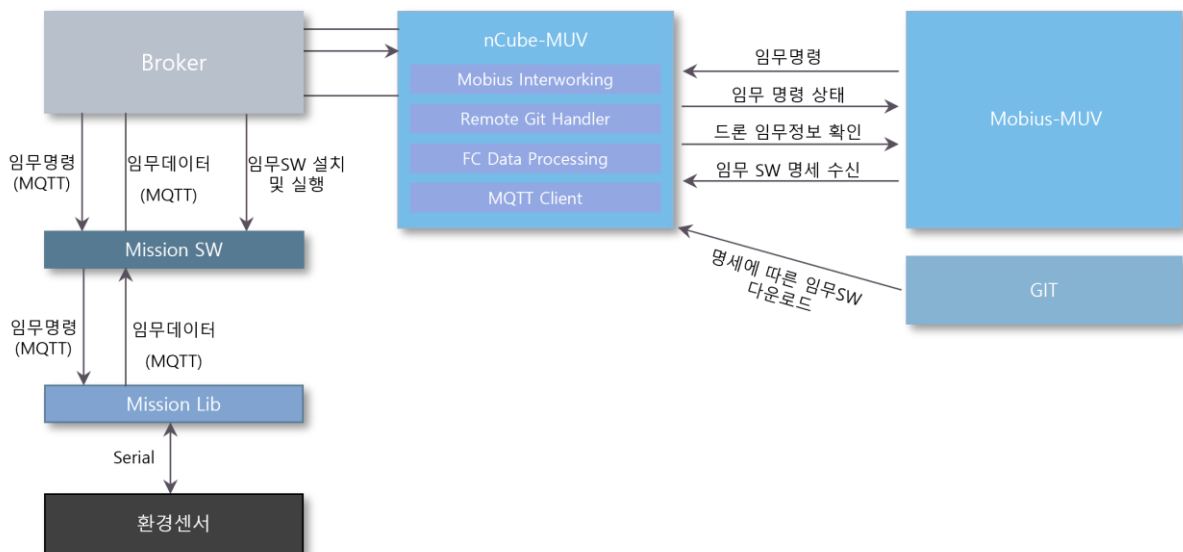 Broker
nCube-MUV
Mobius Interworking
Remote Git Handler
FC Data Processing
MQTT Client
임무명령
임무 명령 상태
드론 임무정보 확인
임무 SW 명세 수신
Mobius-MUV
임무명령
(MQTT)
임무데이터
(MQTT)
임무SW 설치
및 실행
Mission SW
명세에 따른 임무SW
다운로드
GIT
임무명령
(MQTT)
임무데이터
(MQTT)
Mission Lib
Serial
환경센서